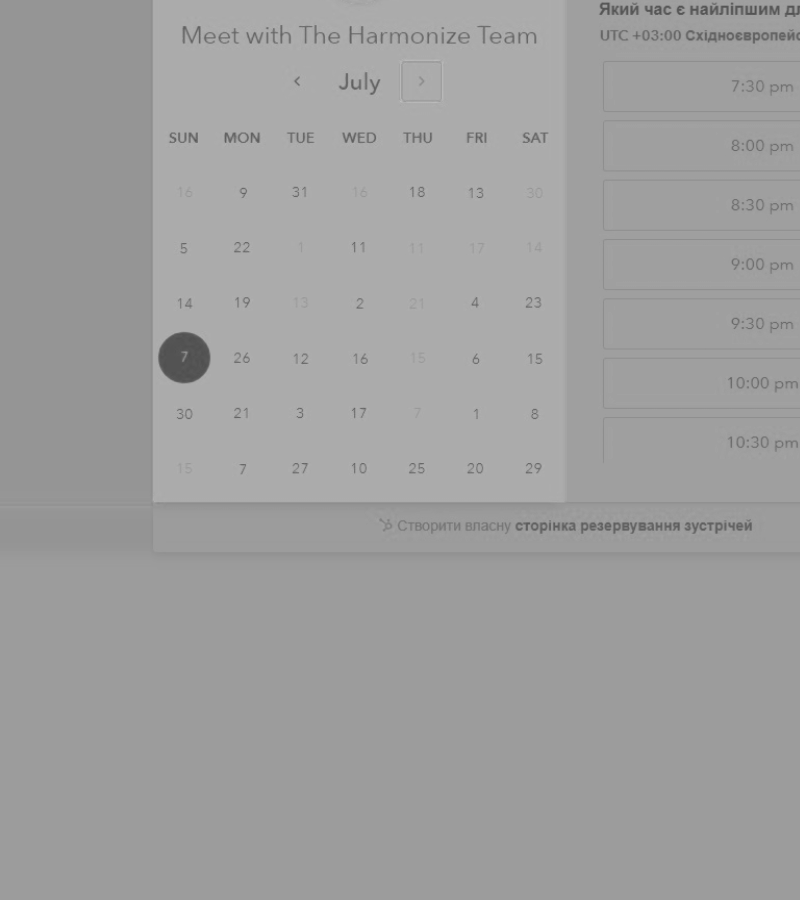 Meet with The Harmonize Team
July
SUN MON TUE WED THU FRI SAT
16 9 31 16 18 13 30
5 22 1 11 11 17 14
14 19 13 2 21 4 23
7 26 12 16 15 6 15
30 21 3 17 7 1 8
15 7 27 10 25 20 29
Який час є найліпшим
UTC +03:00
7:30 pm
8:00 pm
8:30 pm
9:00 pm
9:30 pm
10:00 pm
10:30 pm
Створити власну сторінка резервування зустрічей